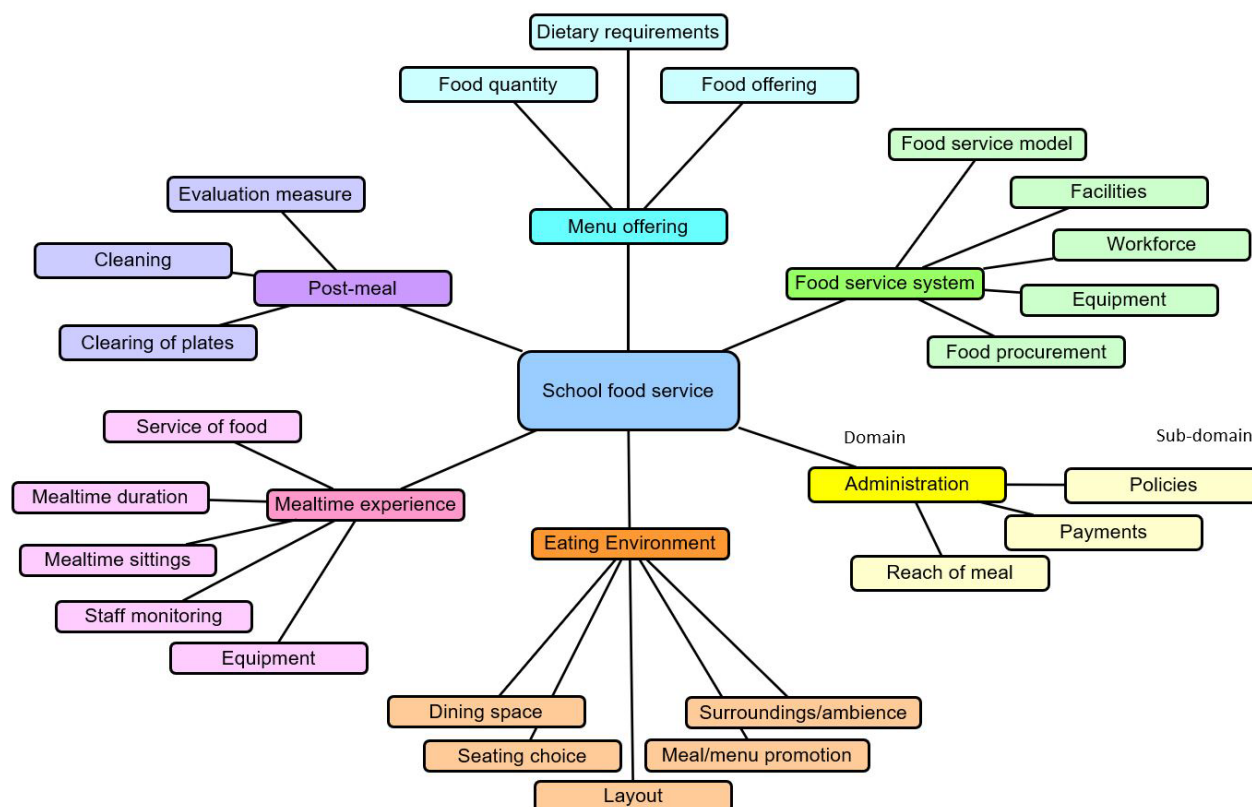 Dietary requirements
Food quantity
Food offering
Menu offering
Food service model
Facilities
Workforce
Food service system
Equipment
Food procurement
Evaluation measure
Cleaning
Post-meal
Clearing of plates
School food service
Domain
Sub-domain
Administration
Policies
Payments
Reach of meal
Service of food
Mealtime duration
Mealtime experience
Mealtime sittings
Staff monitoring
Equipment
Eating Environment
Dining space
Surroundings/ambience
Seating choice
Meal/menu promotion
Layout